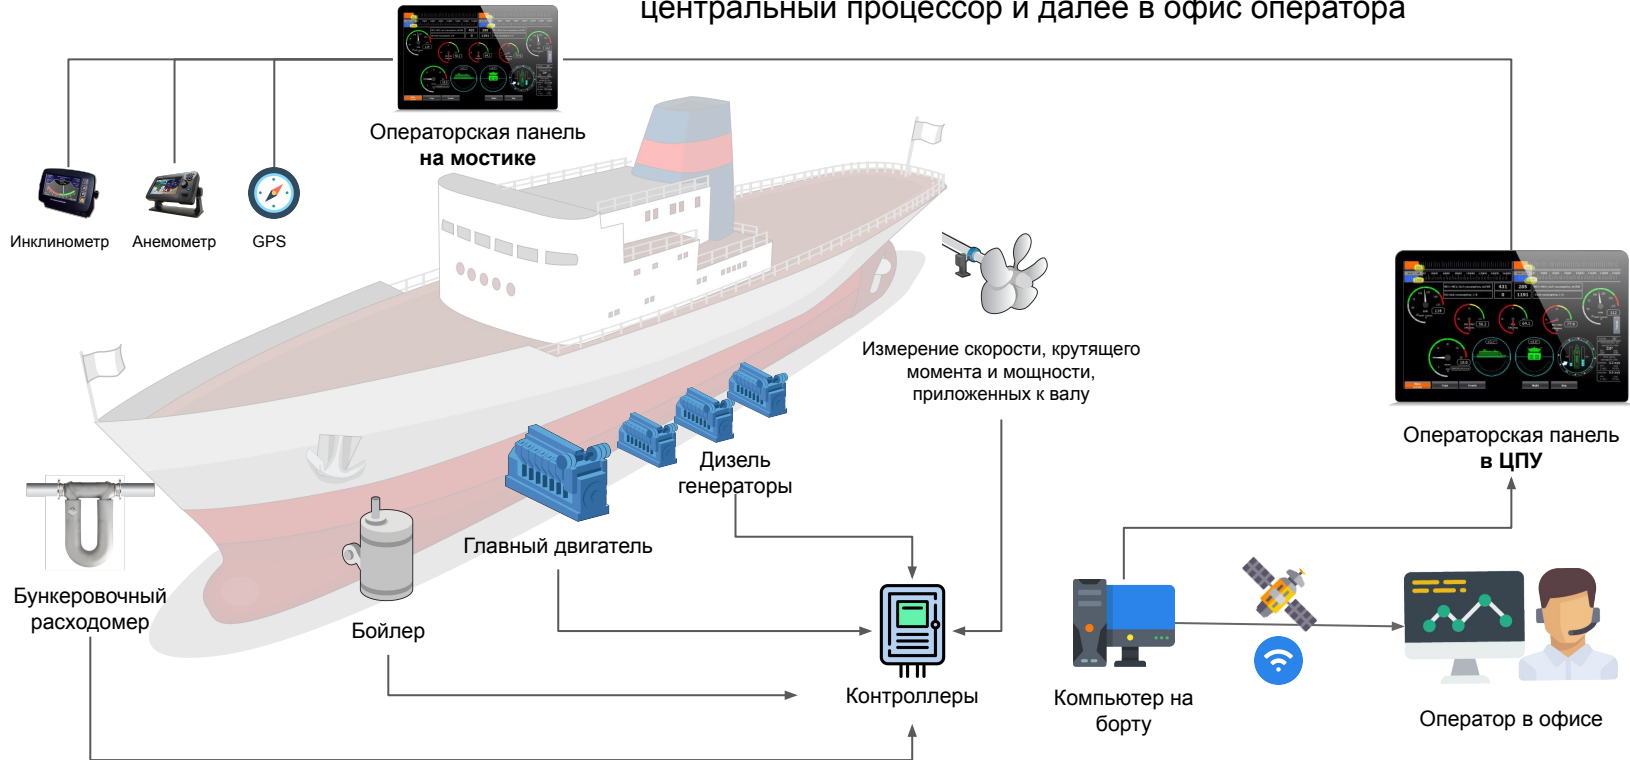 центральный процессор и далее в офис оператора
Операторская панель
на мостике
Инклинометр
Анемометр
GPS
Измерение скорости, крутящего
момента и мощности,
приложенных к валу
Операторская панель
в ЦПУ
Дизель
генераторы
Главный двигатель
Бункеровочный
расходомер
Бойлер
Контроллеры
Компьютер на
борту
Оператор в офисе